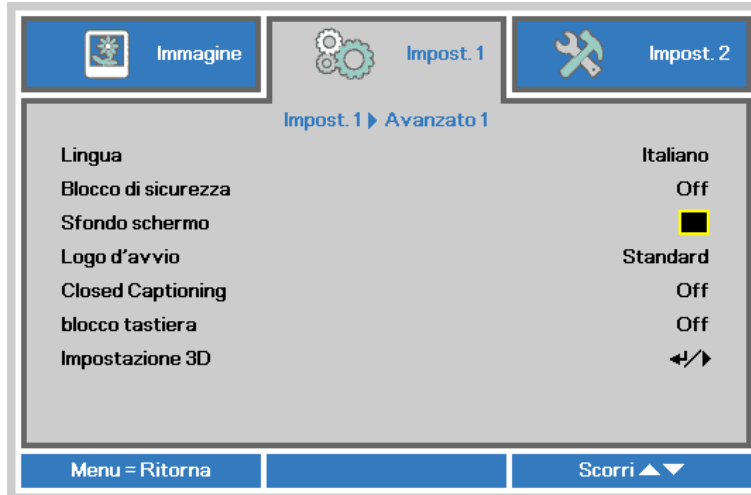 Immagine
Impost. 1
Impost. 2
Impost. 1 Avanzato 1
Lingua Italiano
Blocco di sicurezza Off
Sfondo schermo
Logo d'avvio Standard
Closed Captioning Off
blocco tastiera Off
Impostazione 3D /
Menu = Ritorna
Scorri